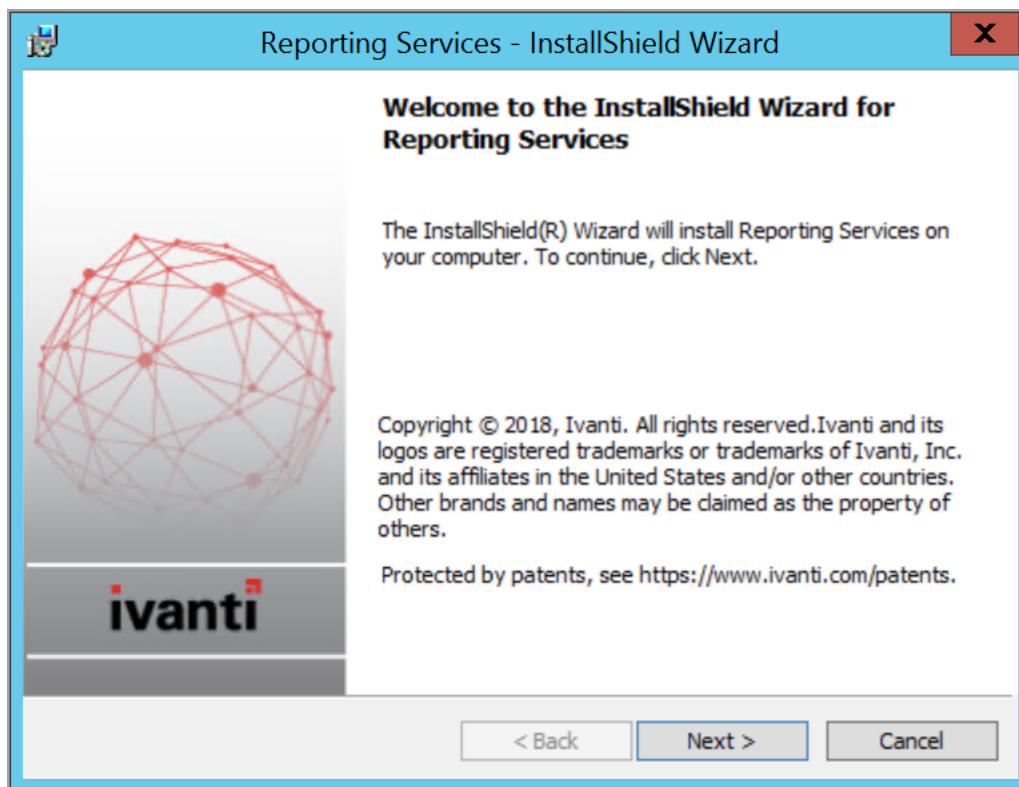 Reporting Services - InstallShield Wizard
X
Welcome to the InstallShield Wizard for
Reporting Services
The InstallShield(R) Wizard will install Reporting Services on
your computer. To continue, click Next.
Copyright © 2018, Ivanti. All rights reserved.Ivanti and its
logos are registered trademarks or trademarks of Ivanti, Inc.
and its affiliates in the United States and/or other countries.
Other brands and names may be claimed as the property of
others.
Protected by patents, see https://www.ivanti.com/patents.
ivanti
< Back
Next >
Cancel